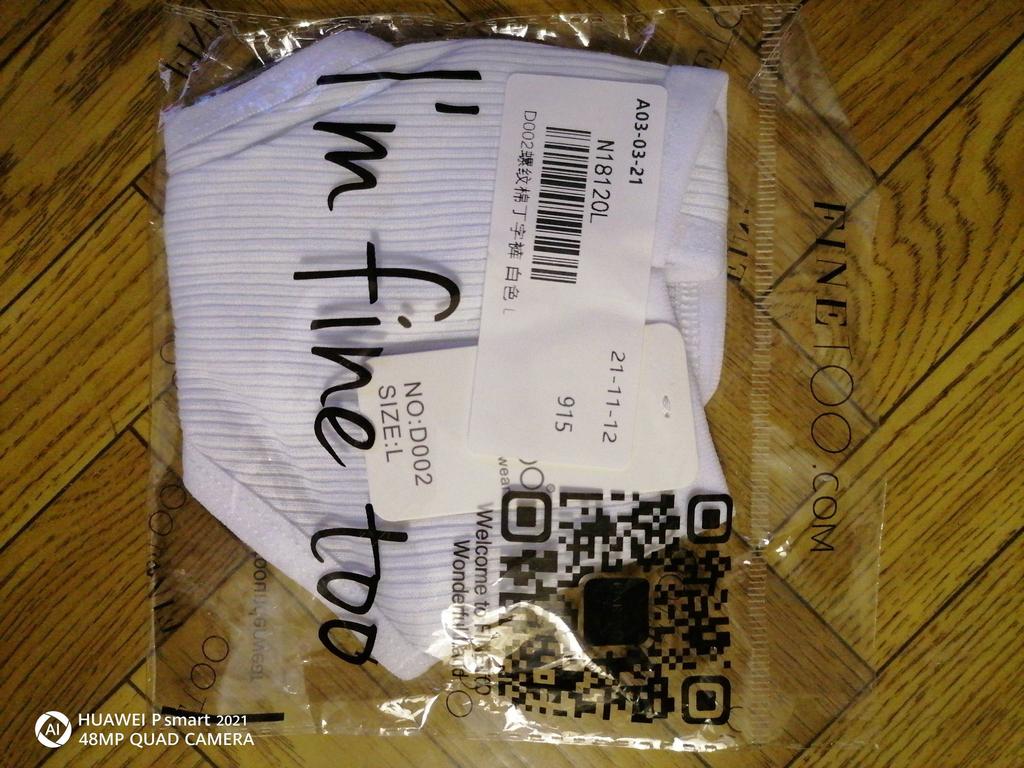 I'm fine too
A03-03-21
N18120L
D002螺纹棉丁字裤 白色 L
21-11-12
915
NO:D002
SIZE:L
Welcome to
Wonderful
FINETOO.COM
HUAWEI P smart 2021
48MP QUAD CAMERA
AI